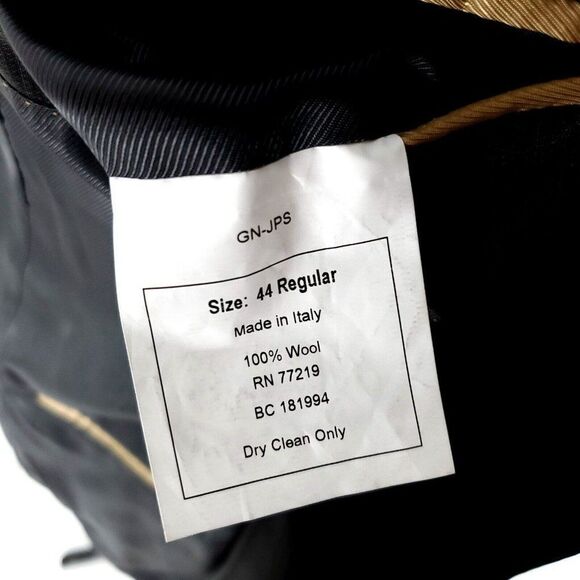 GN-JPS
Size: 44 Regular
Made in Italy
100% Wool
RN 77219
BC 181994
Dry Clean Only